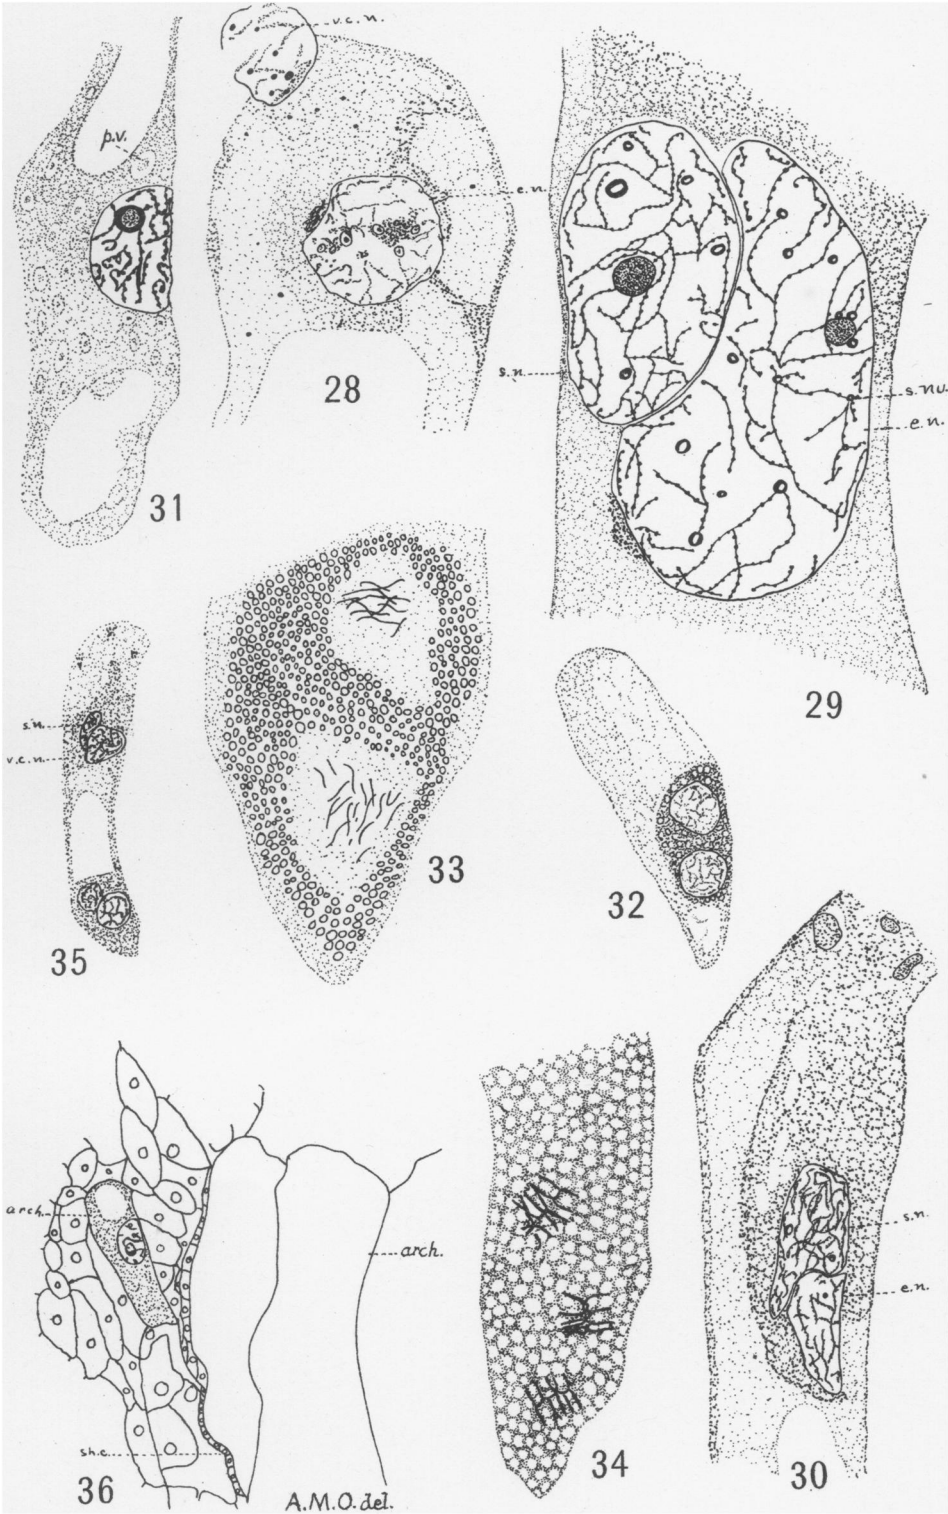 v.c.n.
p.v.
e.n.
28
31
s.n.
s.nu.
e.n.
29
s.n.
v.c.n.
33
32
35
arch.
arch.
s.n.
e.n.
sh.c.
36
34
30
A.M.O. del.